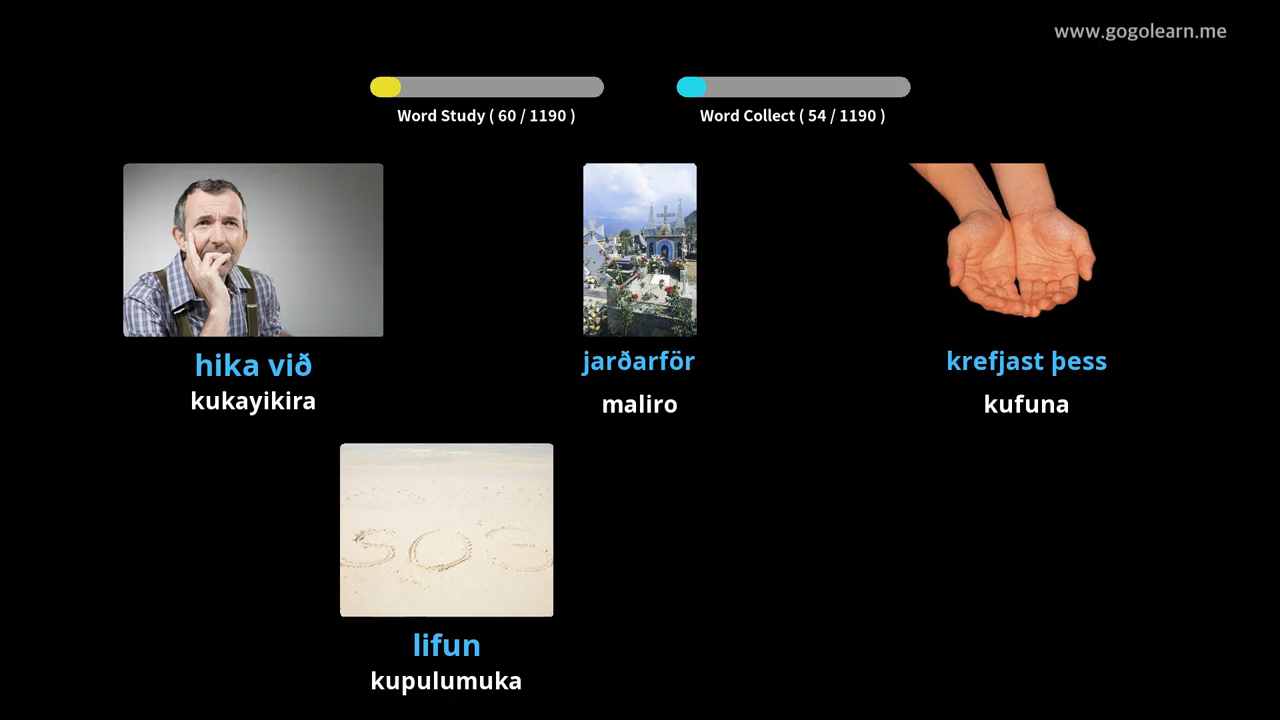 www.gogolearn.me
Word Study ( 60 / 1190 )
Word Collect ( 54 / 1190 )
hika við
kukayikira
jarðarför
maliro
krefjast þess
kufuna
SOS
lifun
kupulumuka